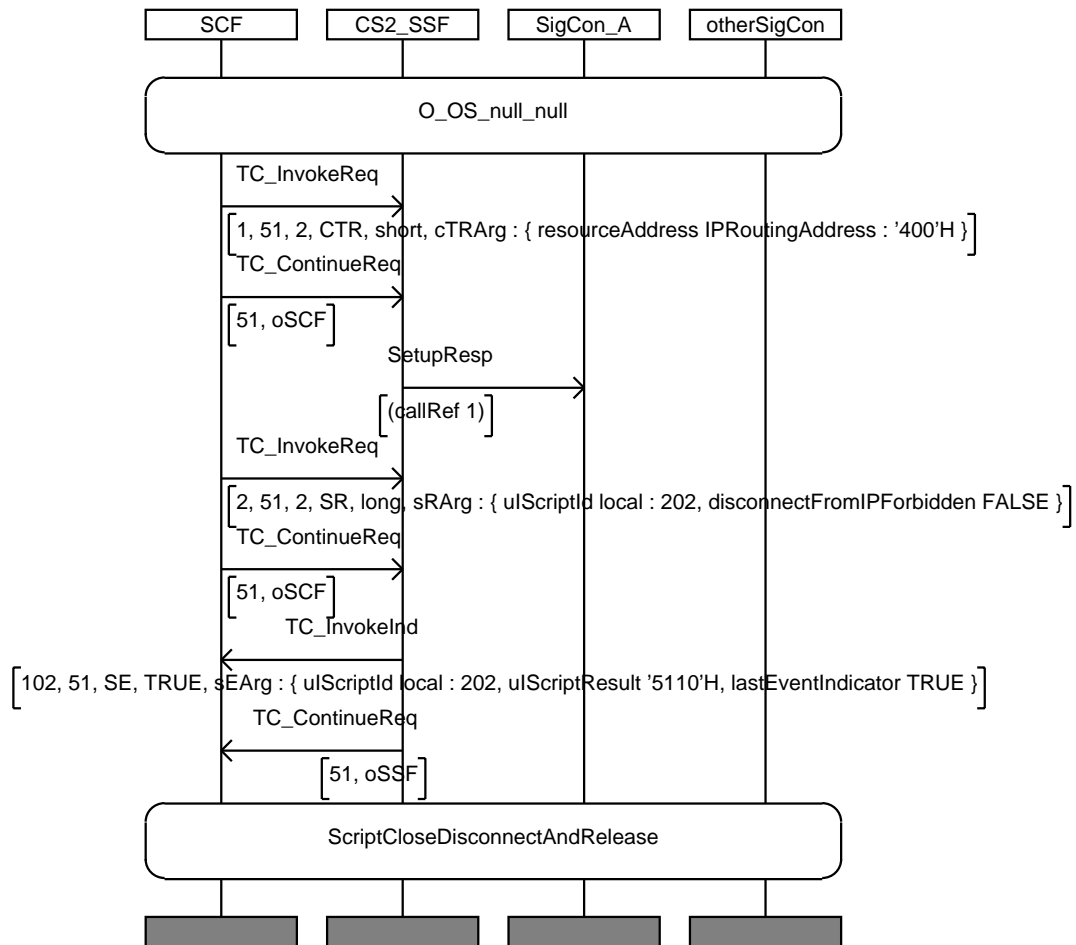 SCF CS2_SSF SigCon_A otherSigCon
O_OS_null_null
TC_InvokeReq
1, 51, 2, CTR, short, cTRArg : { resourceAddress IPRoutingAddress : '400'H }
TC_ContinueReq
51, oSCF
SetupResp
(callRef 1)
TC_InvokeReq
2, 51, 2, SR, long, sRArg : { uIScriptId local : 202, disconnectFromIPForbidden FALSE }
TC_ContinueReq
51, oSCF
TC_InvokeInd
102, 51, SE, TRUE, sEArg : { uIScriptId local : 202, uIScriptResult '5110'H, lastEventIndicator TRUE }
TC_ContinueReq
51, oSSF
ScriptCloseDisconnectAndRelease